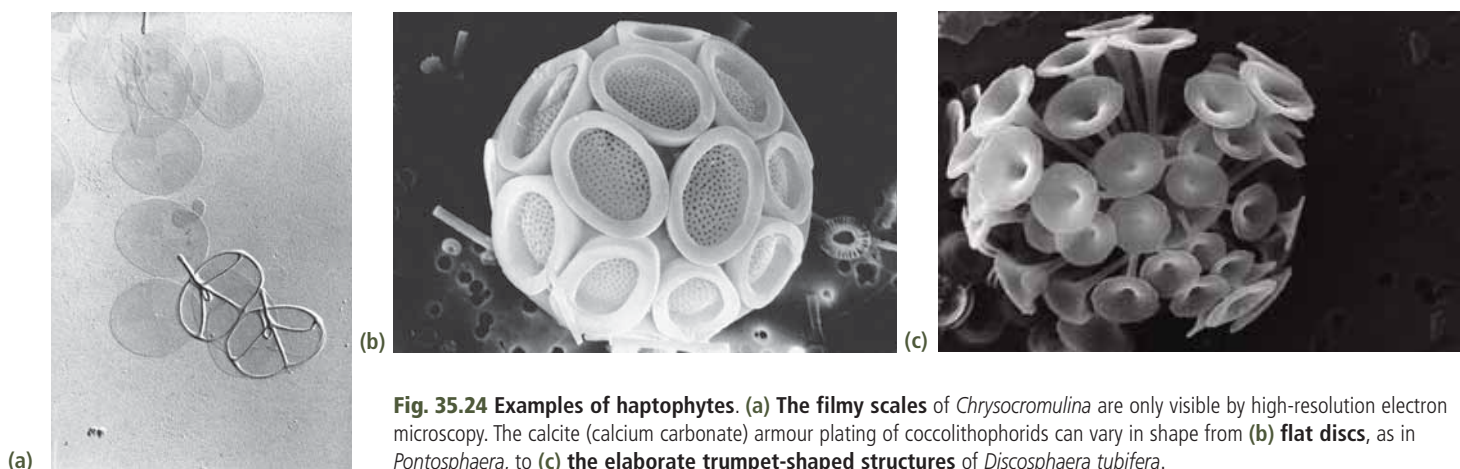 (a)
(b)
(c)
Fig. 35.24 Examples of haptophytes. (a) The filmy scales of Chrysocromulina are only visible by high-resolution electron
microscopy. The calcite (calcium carbonate) armour plating of coccolithophorids can vary in shape from (b) flat discs, as in
Pontosphaera, to (c) the elaborate trumpet-shaped structures of Discosphaera tubifera.